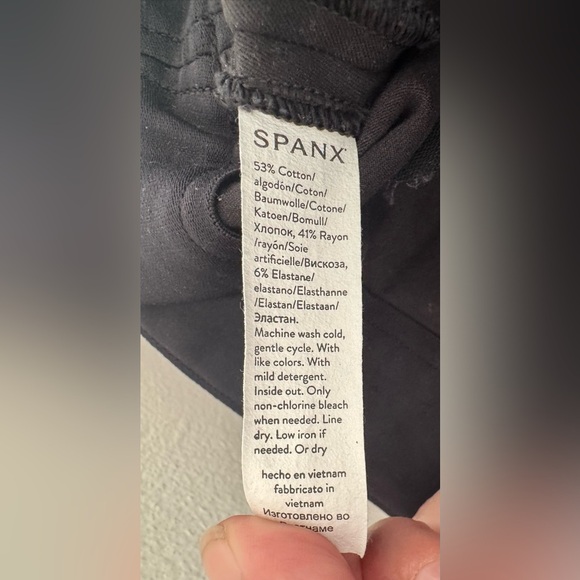 SPANX
53% Cotton/
algodón/Coton/
Baumwolle/Cotone/
Katoen/Bomull/
Хлопок, 41% Rayon
/rayón/Soie
artificielle/Вискоза,
6% Elastane/
elastano/Elasthanne
/Elastan/Elastaan/
Эластан.
Machine wash cold,
gentle cycle. With
like colors. With
mild detergent.
Inside out. Only
non-chlorine bleach
when needed. Line
dry. Low iron if
needed. Or dry
hecho en vietnam
fabbricato in
vietnam
Изготовлено во